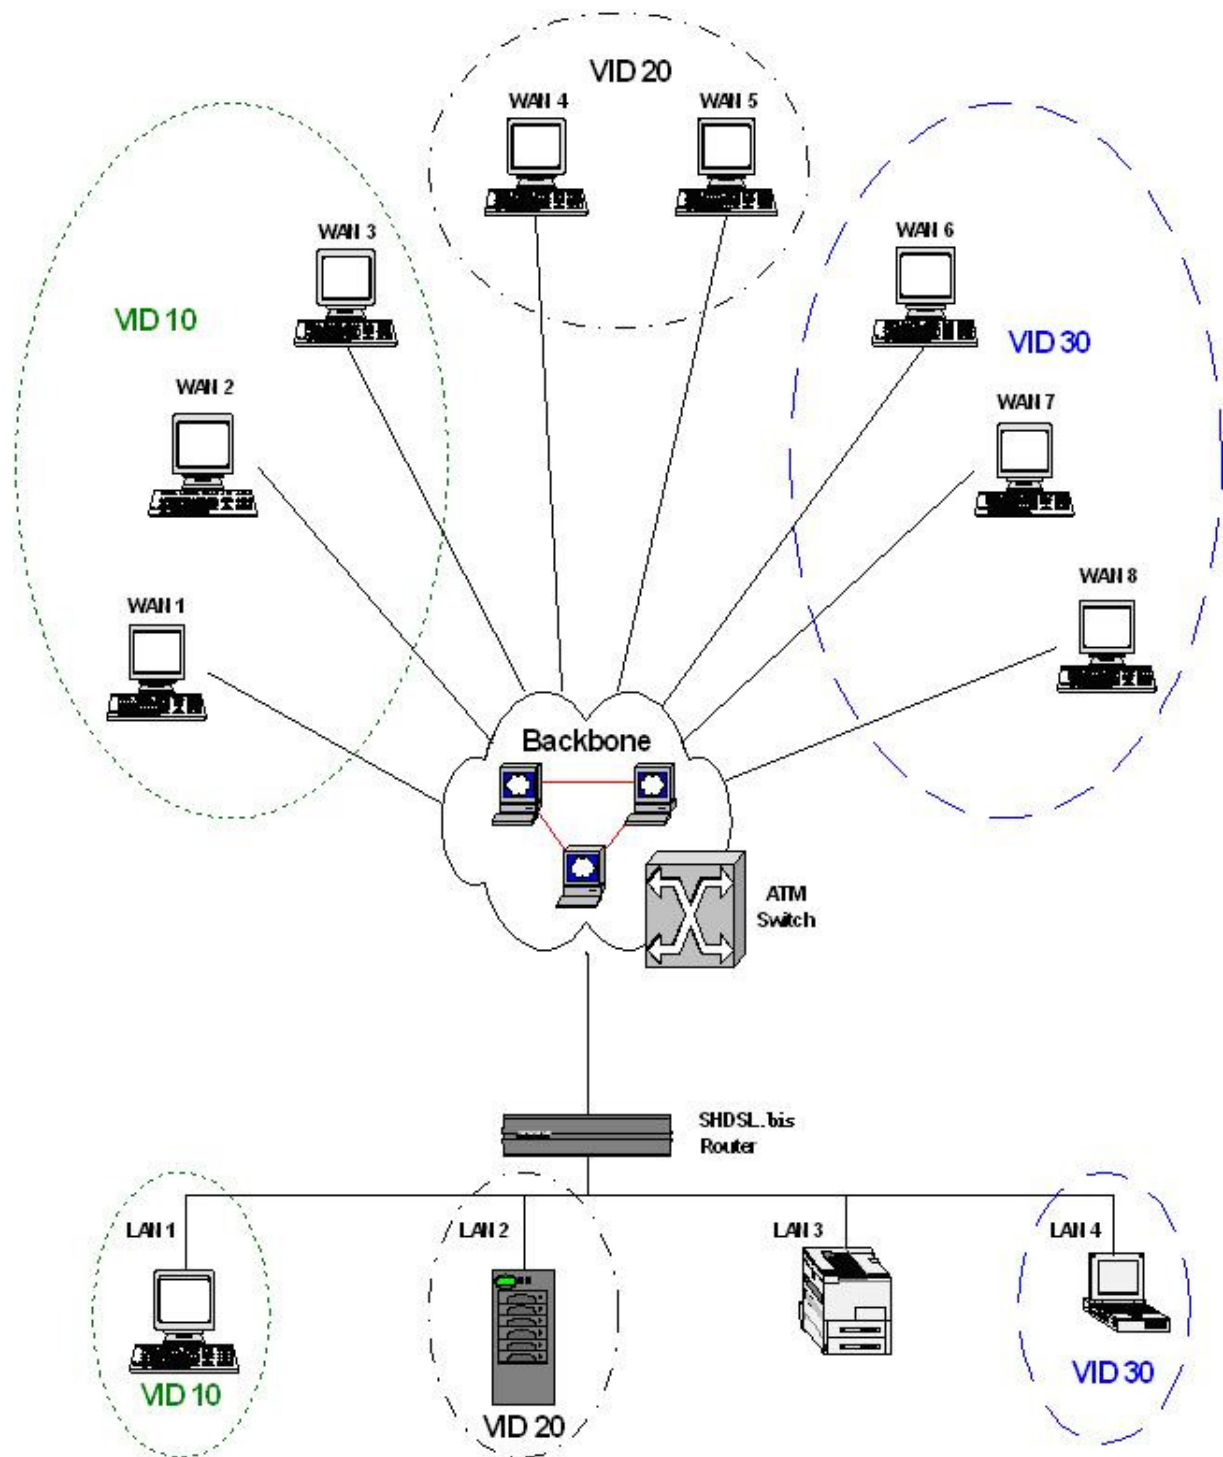 VID 20
WAN 4
WAN 5
WAN 3
WAN 6
VID 10
VID 30
WAN 2
WAN 7
WAN 1
WAN 8
Backbone
ATM
Switch
SHDSL.bis
Router
LAN 1
LAN 2
LAN 3
LAN 4
VID 10
VID 20
VID 30